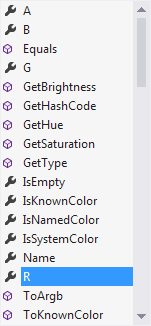 A
B
Equals
G
GetBrightness
GetHashCode
GetHue
GetSaturation
GetType
IsEmpty
IsKnownColor
IsNamedColor
IsSystemColor
Name
R
ToArgb
ToKnownColor